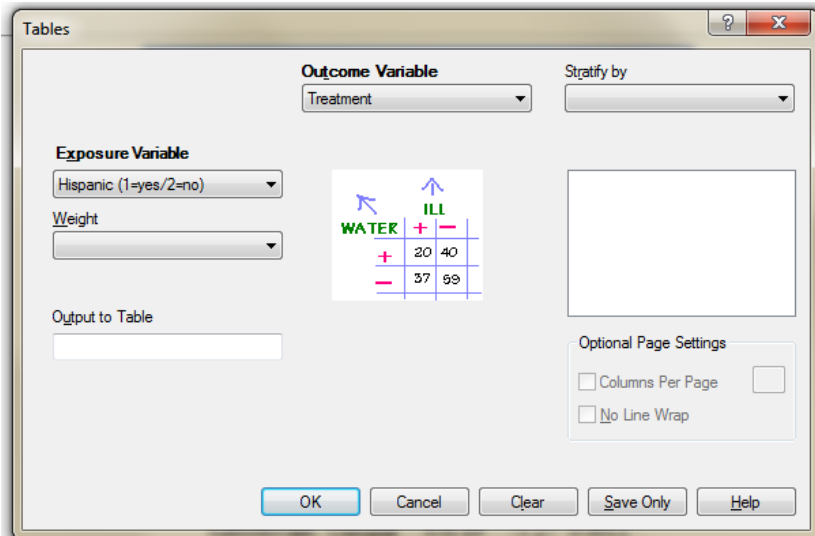 Tables
Outcome Variable
Treatment
Stratify by
Exposure Variable
Hispanic (1=yes/2=no)
Weight
ILL
WATER + −
+ 20 40
− 37 59
Output to Table
Optional Page Settings
Columns Per Page
No Line Wrap
OK Cancel Clear Save Only Help